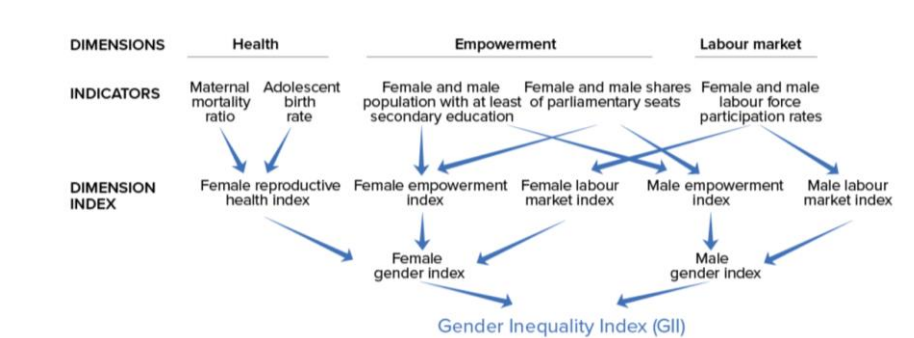 DIMENSIONS Health Empowerment Labour market
INDICATORS
Maternal
mortality
ratio
Adolescent
birth
rate
Female and male
population with at least
secondary education
Female and male shares
of parliamentary seats
Female and male
labour force
participation rates
DIMENSION
INDEX
Female reproductive
health index
Female empowerment
index
Female labour
market index
Male empowerment
index
Male labour
market index
Female
gender index
Male
gender index
Gender Inequality Index (GII)